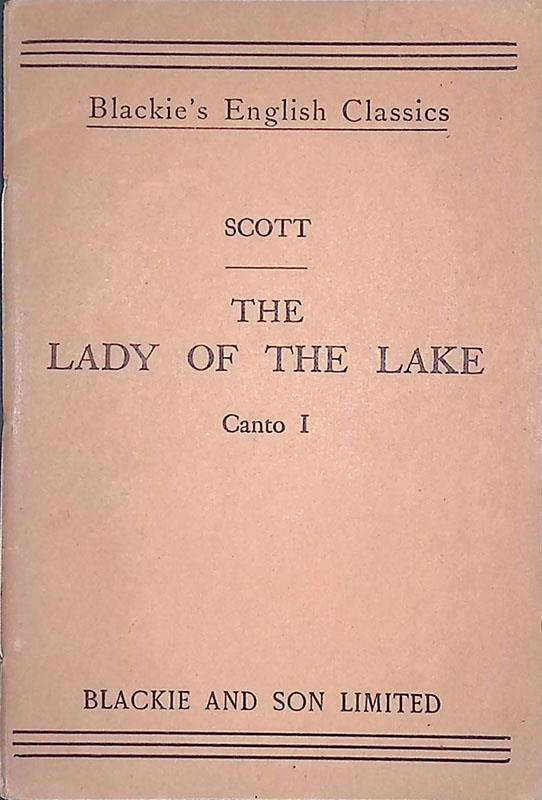 Blackie's English Classics
SCOTT
THE
LADY OF THE LAKE
Canto I
BLACKIE AND SON LIMITED